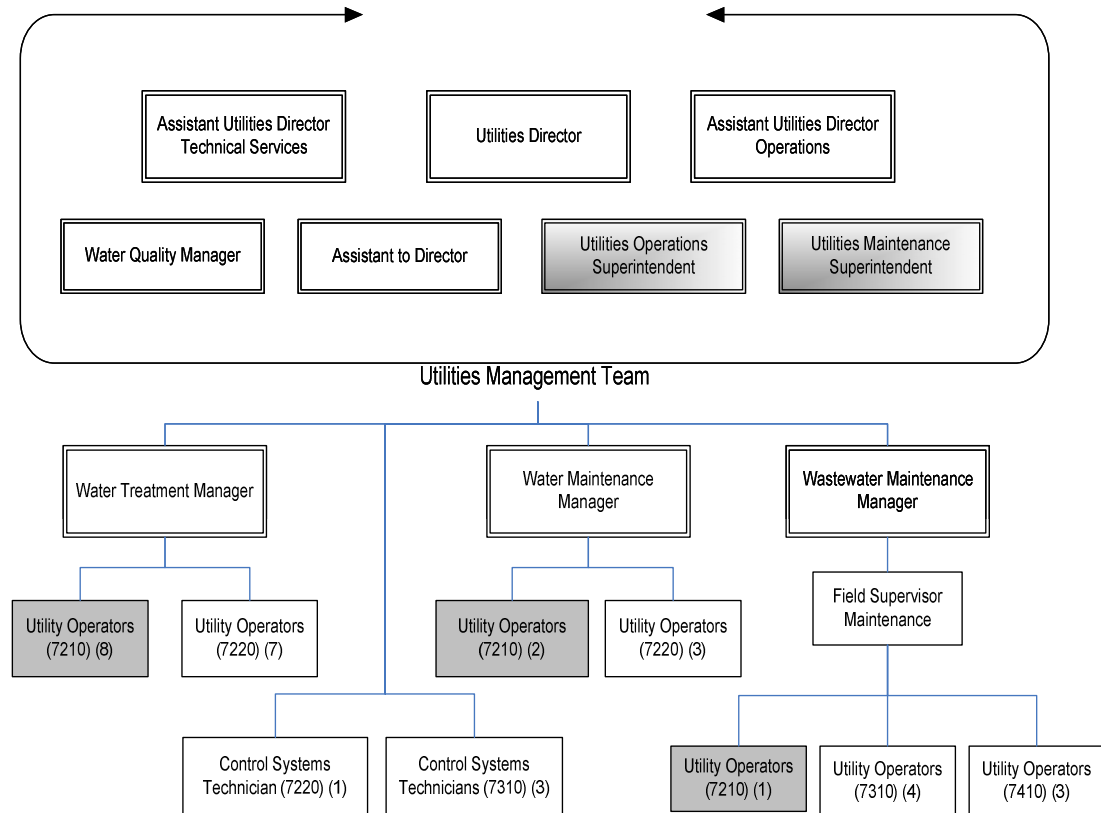 Assistant Utilities Director
Technical Services
Utilities Director
Assistant Utilities Director
Operations
Water Quality Manager
Assistant to Director
Utilities Operations
Superintendent
Utilities Maintenance
Superintendent
Utilities Management Team
Water Treatment Manager
Water Maintenance
Manager
Wastewater Maintenance
Manager
Utility Operators
(7210) (8)
Utility Operators
(7220) (7)
Utility Operators
(7210) (2)
Utility Operators
(7220) (3)
Field Supervisor
Maintenance
Control Systems
Technician (7220) (1)
Control Systems
Technicians (7310) (3)
Utility Operators
(7210) (1)
Utility Operators
(7310) (4)
Utility Operators
(7410) (3)